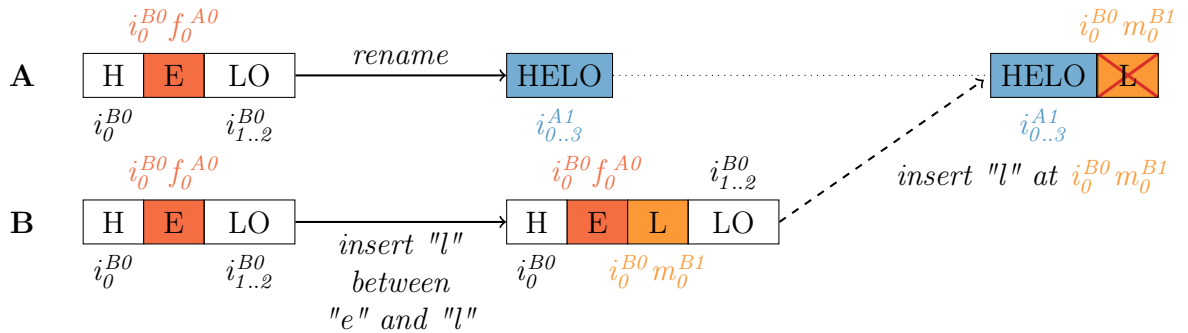 i_0^{B0} f_0^{A0}
i_0^{B0} m_0^{B1}
A
H E LO
rename
HELO
HELO L
i_0^{B0} i_{1..2}^{B0}
i_{0..3}^{A1}
i_{0..3}^{A1}
i_0^{B0} f_0^{A0}
i_0^{B0} f_0^{A0}
i_{1..2}^{B0}
insert "l" at i_0^{B0} m_0^{B1}
B
H E LO
H E L LO
i_0^{B0} i_{1..2}^{B0}
insert "l"
between
"e" and "l"
i_0^{B0} i_0^{B0} m_0^{B1}